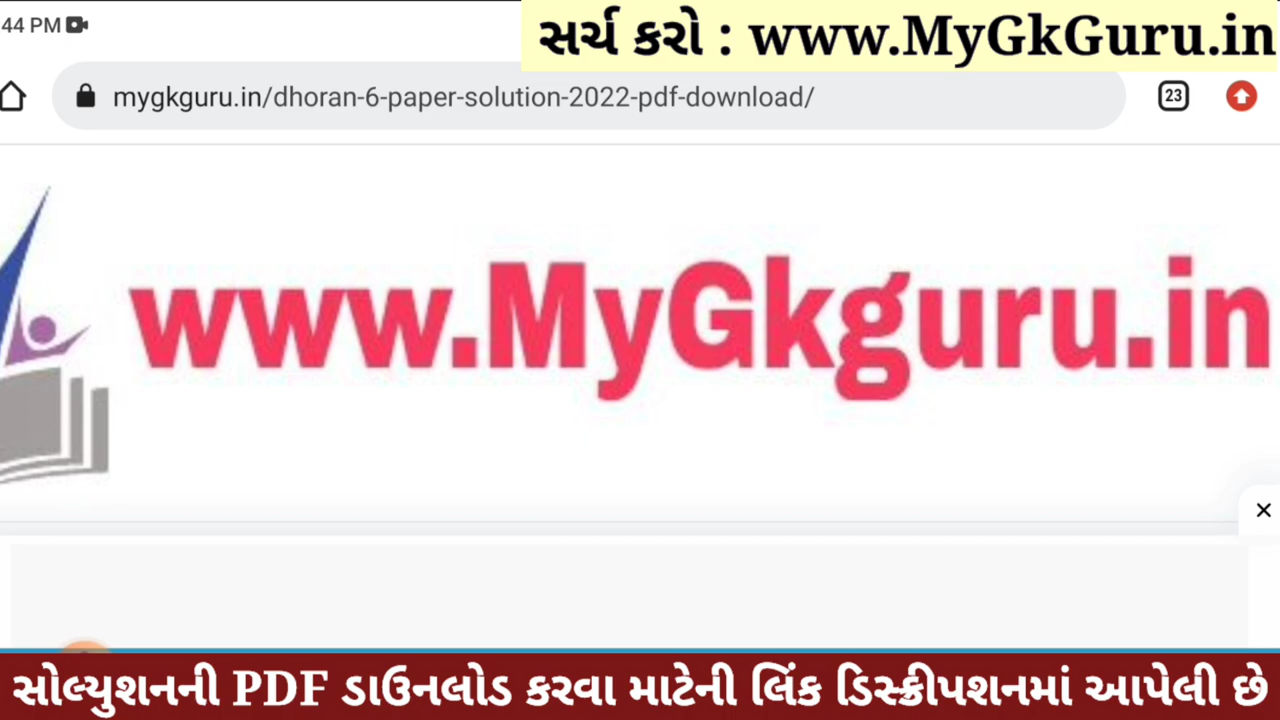 44 PM
સર્ચ કરો : www.MyGkGuru.in
mygkguru.in/dhoran-6-paper-solution-2022-pdf-download/
23
www.MyGkguru.in
સોલ્યુશનની PDF ડાઉનલોડ કરવા માટેની લિંક ડિસ્ક્રીપશનમાં આપેલી છે